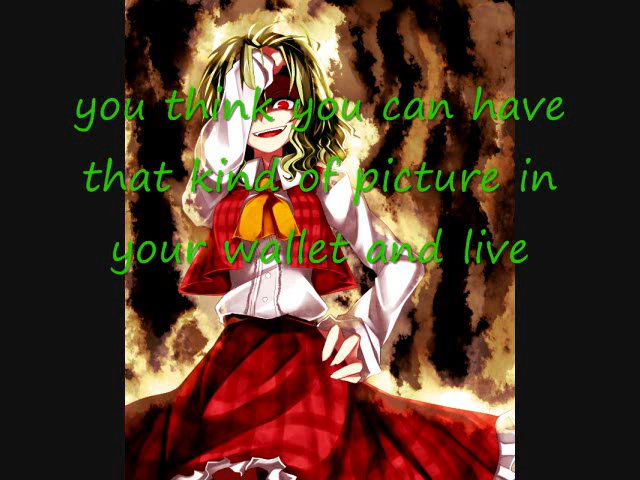 you think you can have
that kind of picture in
your wallet and live